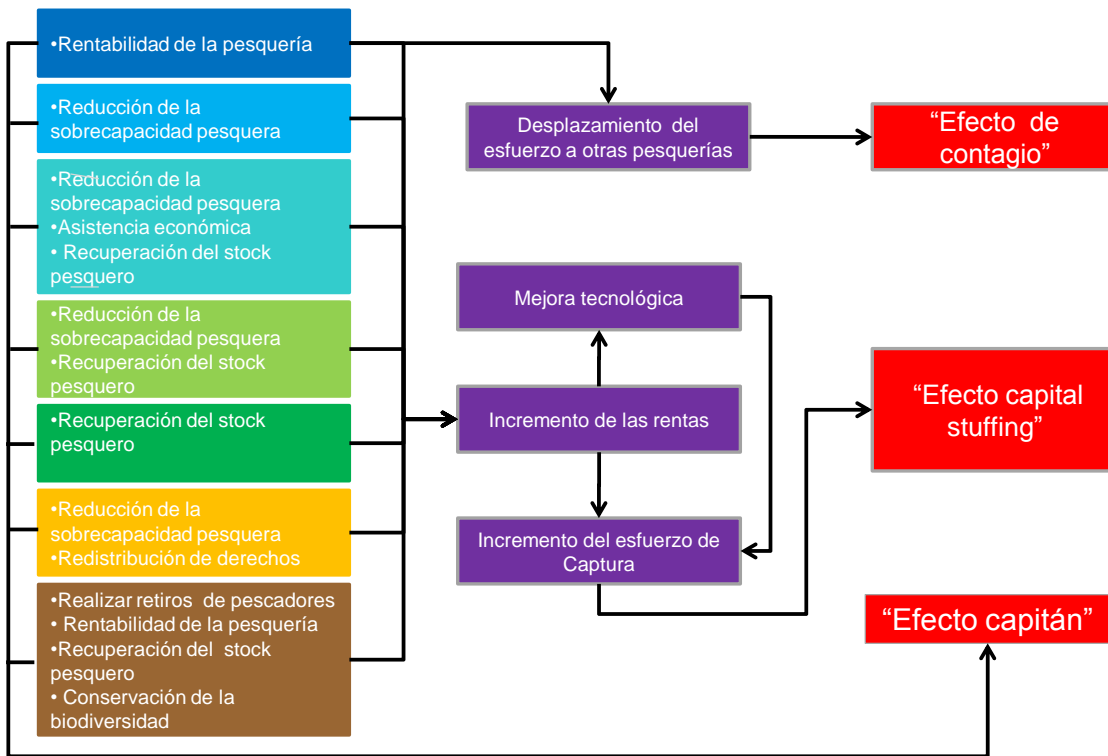 •Rentabilidad de la pesquería
•Reducción de la
sobrecapacidad pesquera
•Reducción de la
sobrecapacidad pesquera
•Asistencia económica
• Recuperación del stock
pesquero
•Reducción de la
sobrecapacidad pesquera
•Recuperación del stock
pesquero
•Recuperación del stock
pesquero
•Reducción de la
sobrecapacidad pesquera
•Redistribución de derechos
•Realizar retiros de pescadores
• Rentabilidad de la pesquería
•Recuperación del stock
pesquero
• Conservación de la
biodiversidad
Desplazamiento del
esfuerzo a otras pesquerías
Mejora tecnológica
Incremento de las rentas
Incremento del esfuerzo de
Captura
“Efecto de
contagio”
“Efecto capital
stuffing”
“Efecto capitán”